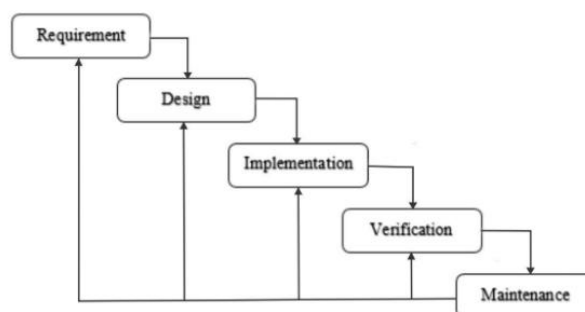 Requirement
Design
Implementation
Verification
Maintenance